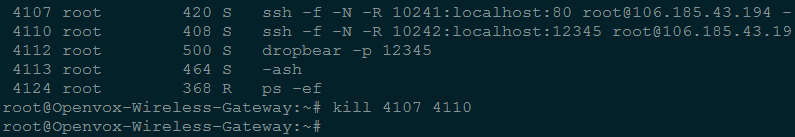 4107 root 420 S ssh -f -N -R 10241:localhost:80 root@106.185.43.194 -
4110 root 408 S ssh -f -N -R 10242:localhost:12345 root@106.185.43.19
4112 root 500 S dropbear -p 12345
4113 root 464 S -ash
4124 root 368 R ps -ef
root@Openvox-Wireless-Gateway:~# kill 4107 4110
root@Openvox-Wireless-Gateway:~#